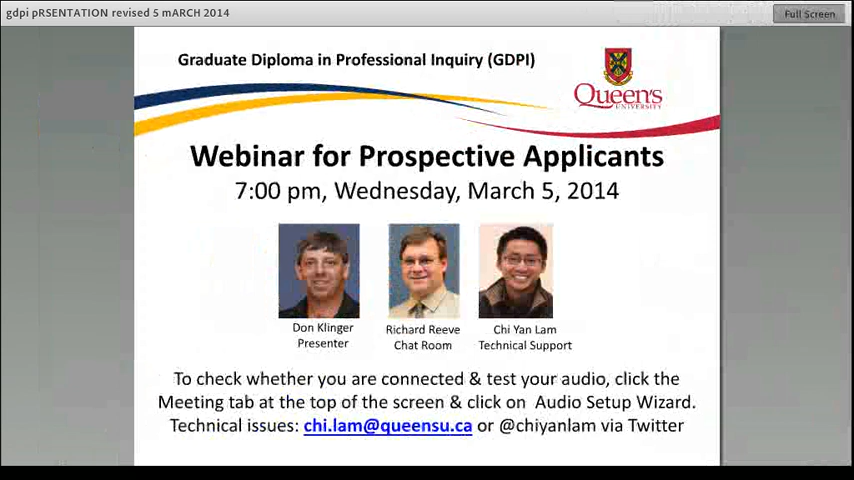 gdpi pRSENTATION revised 5 mARCH 2014
Full Screen
Graduate Diploma in Professional Inquiry (GDPI)
Queen's
UNIVERSITY
Webinar for Prospective Applicants
7:00 pm, Wednesday, March 5, 2014
Don Klinger
Presenter
Richard Reeve
Chat Room
Chi Yan Lam
Technical Support
To check whether you are connected & test your audio, click the
Meeting tab at the top of the screen & click on Audio Setup Wizard.
Technical issues: chi.lam@queensu.ca or @chiyanlam via Twitter